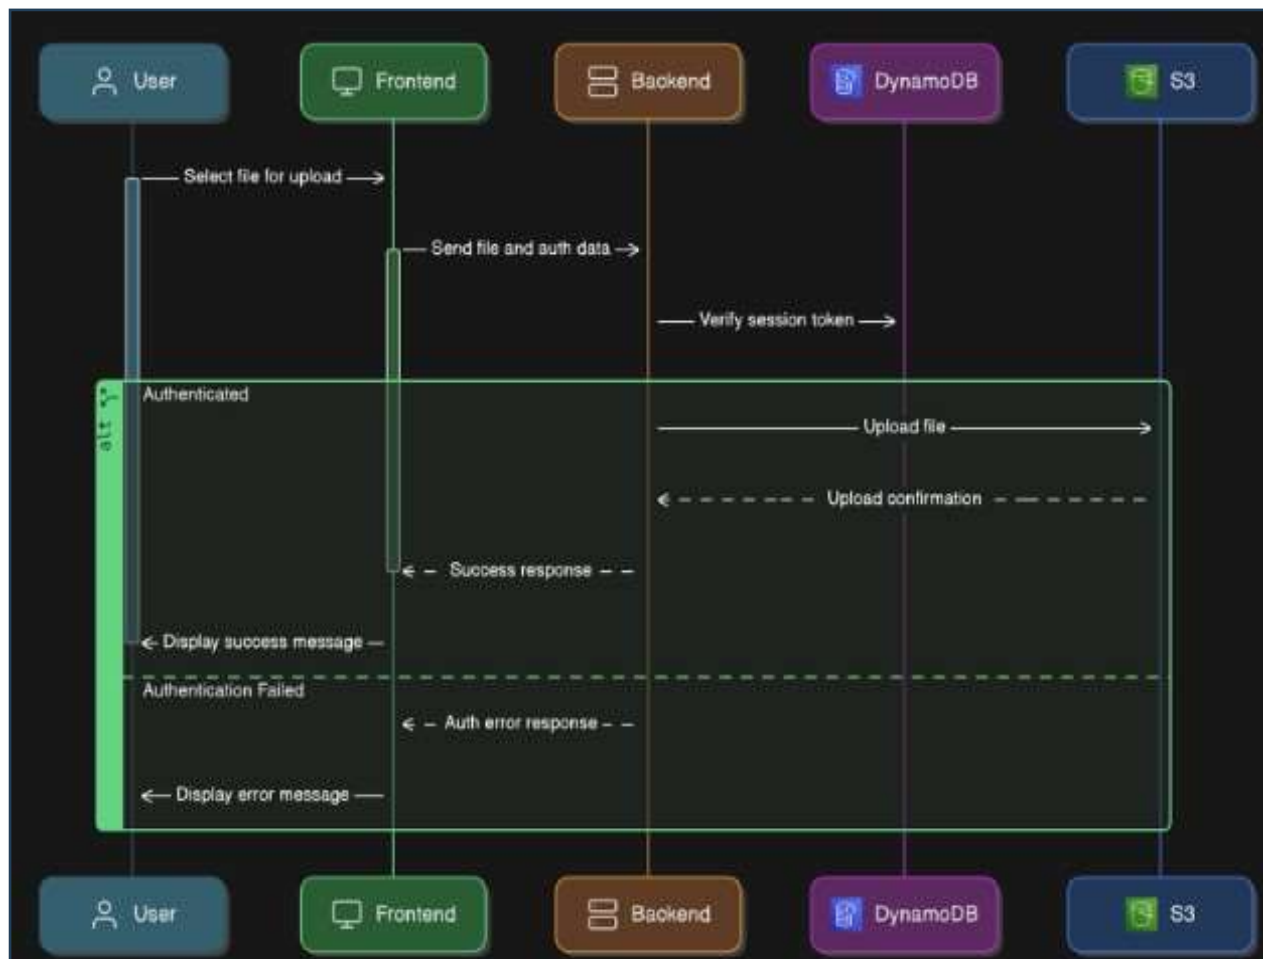 User
Frontend
Backend
DynamoDB
S3
Select file for upload
Send file and auth data
Verify session token
alt
Authenticated
Upload file
Upload confirmation
Success response
Display success message
Authentication Failed
Auth error response
Display error message
User
Frontend
Backend
DynamoDB
S3